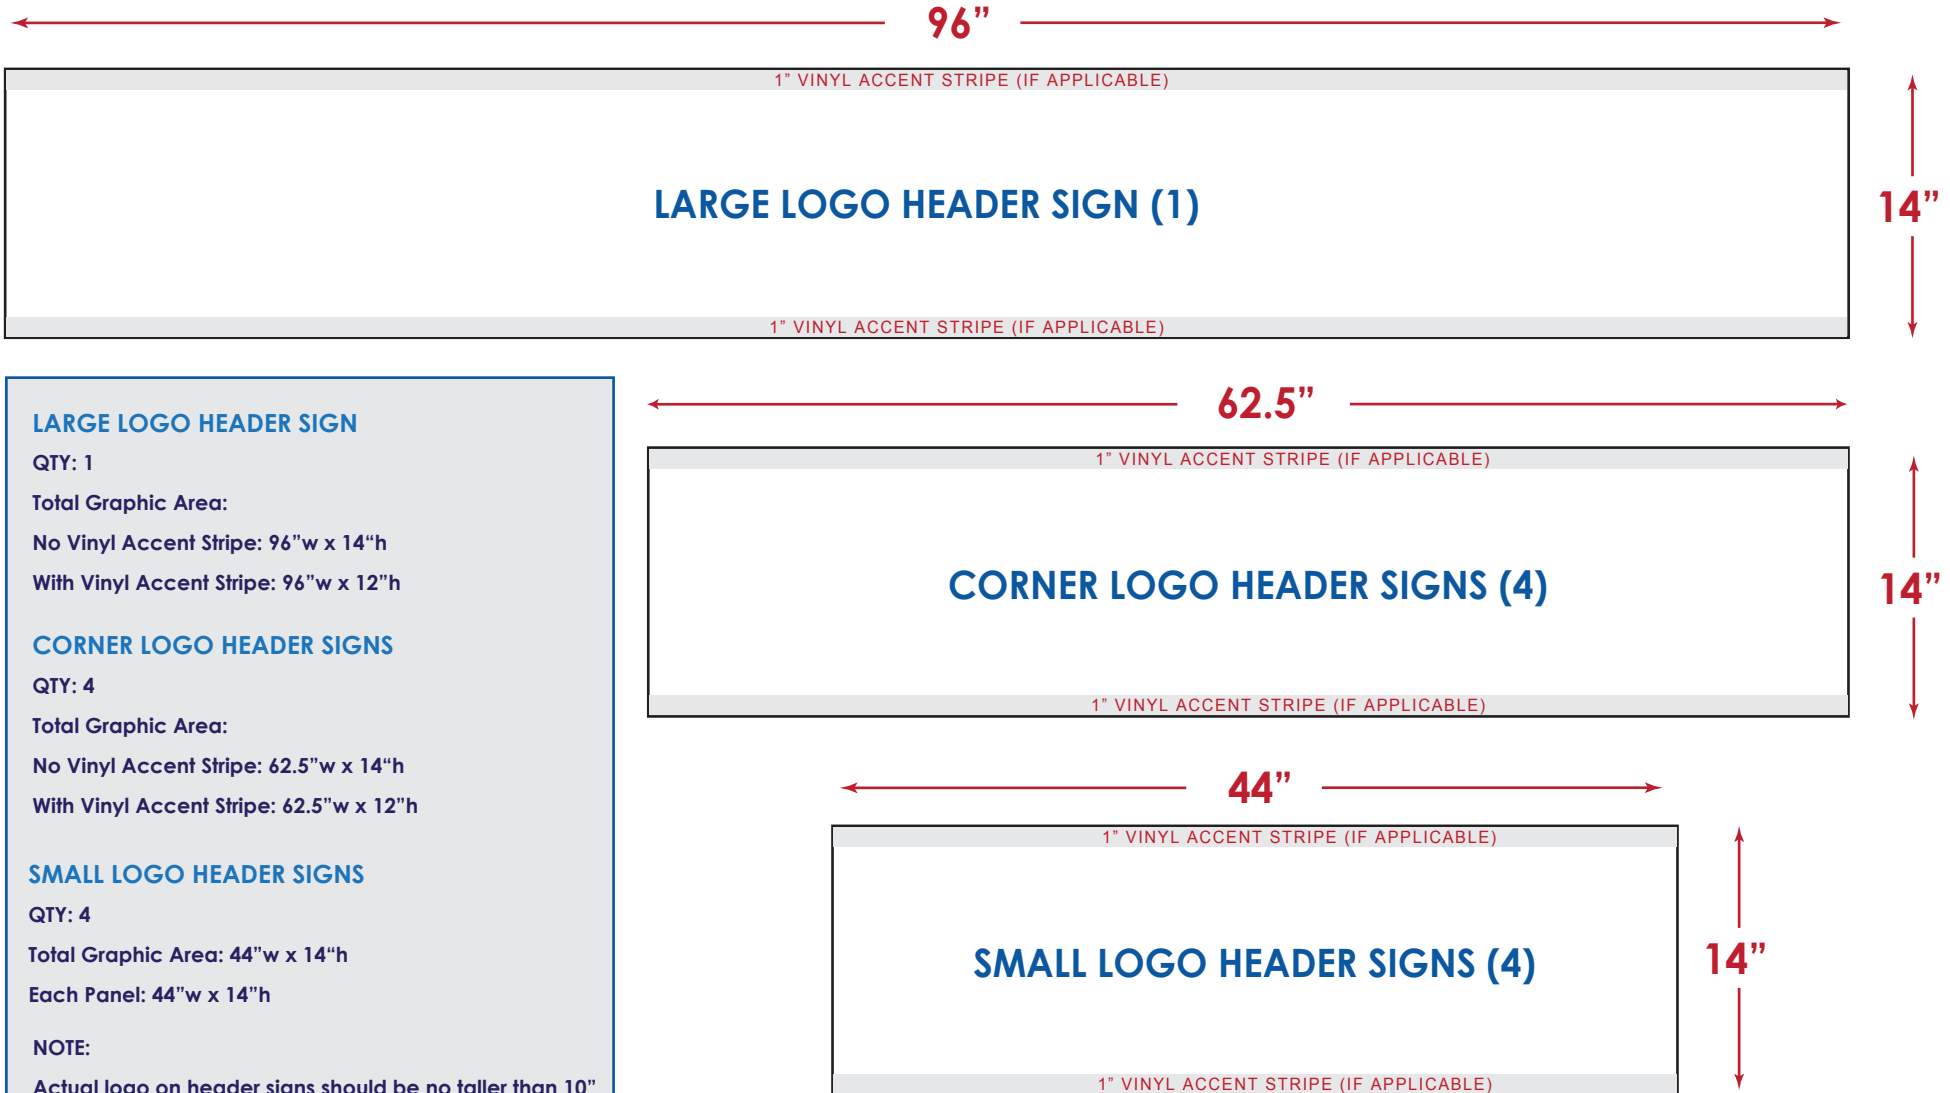 96”
1” VINYL ACCENT STRIPE (IF APPLICABLE)
LARGE LOGO HEADER SIGN (1)
14”
1” VINYL ACCENT STRIPE (IF APPLICABLE)
LARGE LOGO HEADER SIGN
QTY: 1
Total Graphic Area:
No Vinyl Accent Stripe: 96”w x 14“h
With Vinyl Accent Stripe: 96”w x 12”h
CORNER LOGO HEADER SIGNS
QTY: 4
Total Graphic Area:
No Vinyl Accent Stripe: 62.5”w x 14“h
With Vinyl Accent Stripe: 62.5”w x 12”h
SMALL LOGO HEADER SIGNS
QTY: 4
Total Graphic Area: 44”w x 14“h
Each Panel: 44”w x 14”h
NOTE:
Actual logo on header signs should be no taller than 10”
62.5”
1” VINYL ACCENT STRIPE (IF APPLICABLE)
CORNER LOGO HEADER SIGNS (4)
14”
1” VINYL ACCENT STRIPE (IF APPLICABLE)
44”
1” VINYL ACCENT STRIPE (IF APPLICABLE)
SMALL LOGO HEADER SIGNS (4)
14”
1” VINYL ACCENT STRIPE (IF APPLICABLE)